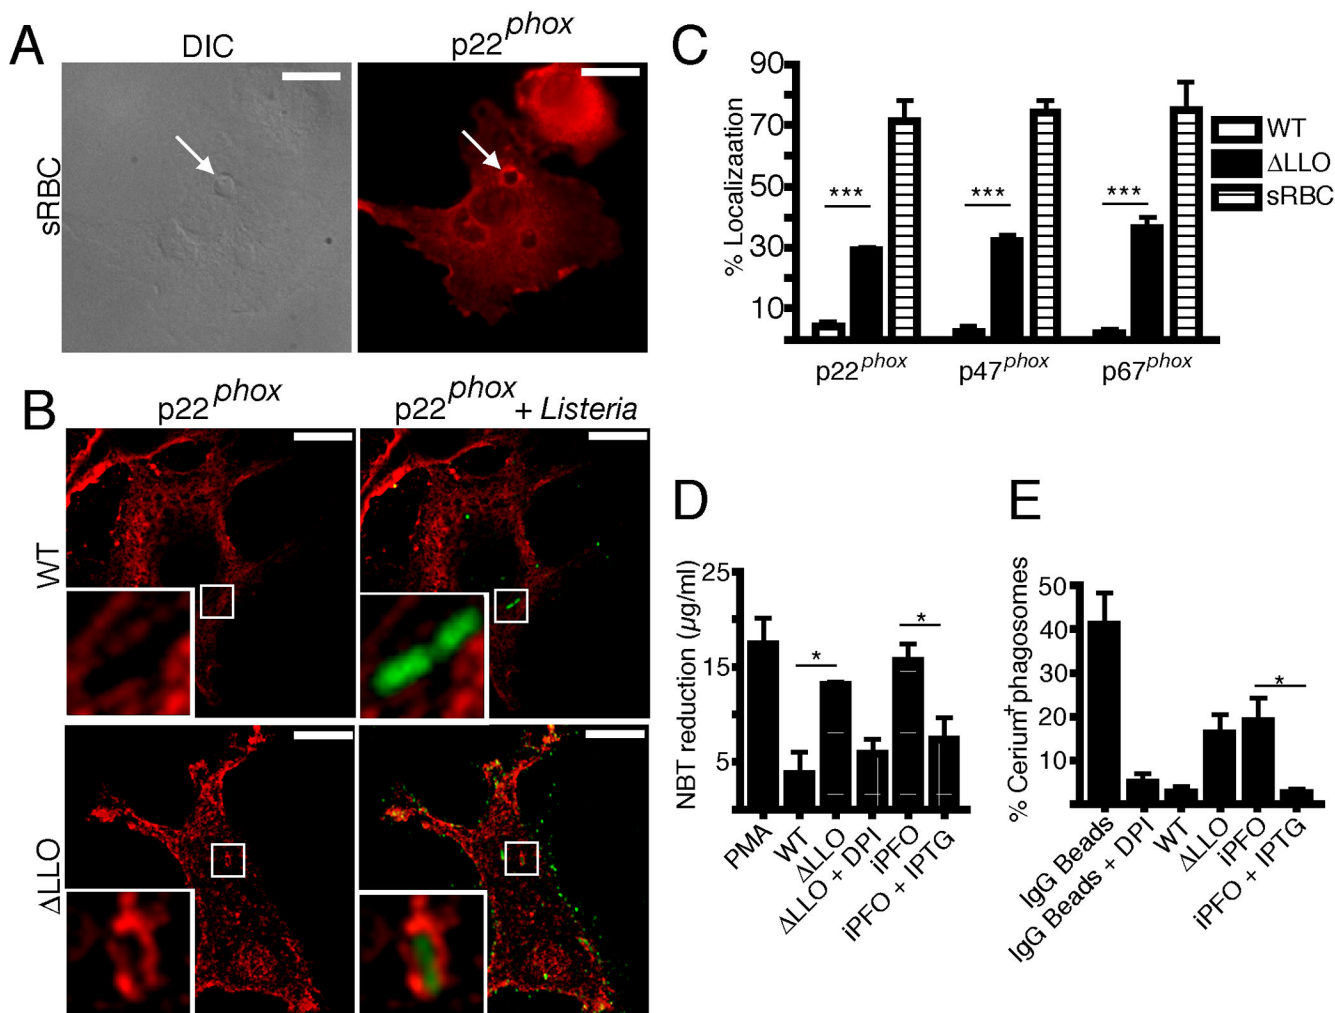 A
DIC
p22phox
sRBC
B
p22phox
p22phox + Listeria
WT
ΔLLO
C
% Localizaation
90
70
50
30
10
***
***
***
p22phox
p47phox
p67phox
WT
ΔLLO
sRBC
D
NBT reduction (µg/ml)
25
15
5
*
*
PMA
WT
ΔLLO
ΔLLO + DPI
iPFO
iPFO + IPTG
E
% Cerium+ phagosomes
50
40
30
20
10
*
IgG Beads
IgG Beads + DPI
WT
ΔLLO
iPFO
iPFO + IPTG